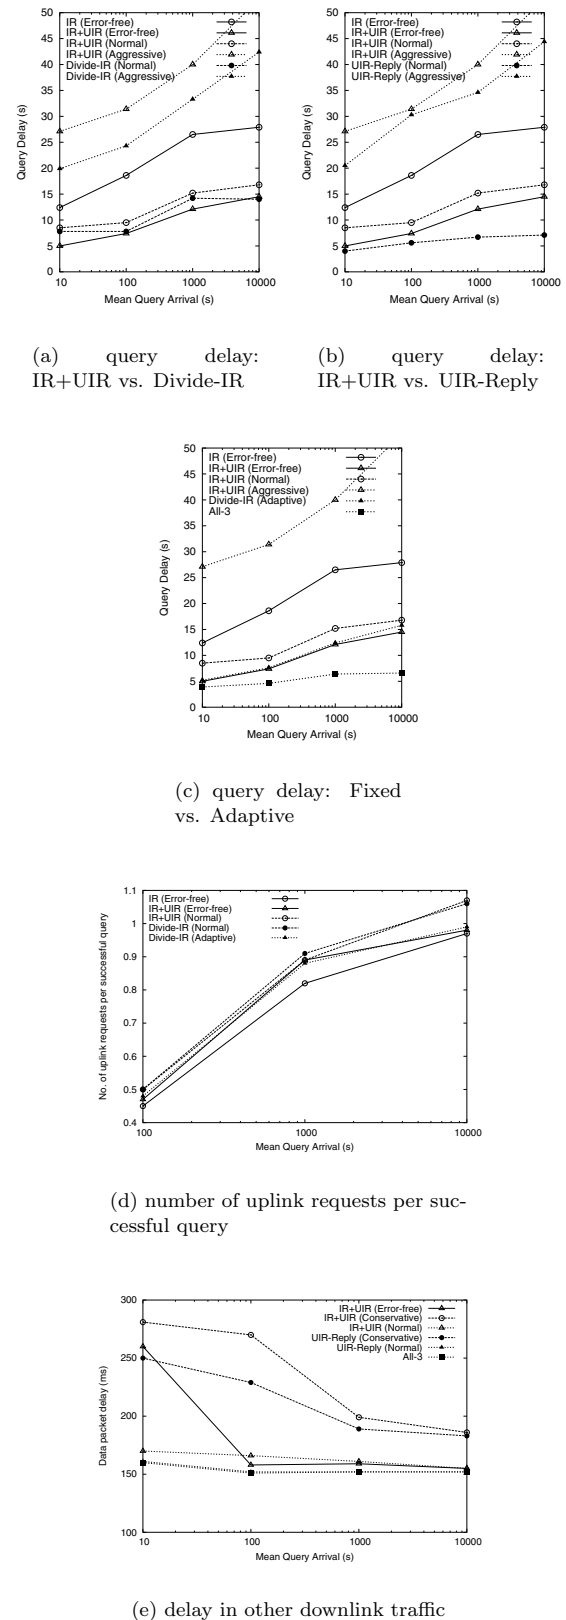 IR (Error-free)
IR+UIR (Error-free)
IR+UIR (Normal)
IR+UIR (Aggressive)
Divide-IR (Normal)
Divide-IR (Aggressive)
50
45
40
35
30
25
20
15
10
5
0
Query Delay (s)
10 100 1000 10000
Mean Query Arrival (s)
(a) query delay:
IR+UIR vs. Divide-IR
IR (Error-free)
IR+UIR (Error-free)
IR+UIR (Normal)
IR+UIR (Aggressive)
UIR-Reply (Normal)
UIR-Reply (Aggressive)
50
45
40
35
30
25
20
15
10
5
0
Query Delay (s)
10 100 1000 10000
Mean Query Arrival (s)
(b) query delay:
IR+UIR vs. UIR-Reply
IR (Error-free)
IR+UIR (Error-free)
IR+UIR (Normal)
IR+UIR (Aggressive)
Divide-IR (Adaptive)
All-3
50
45
40
35
30
25
20
15
10
5
0
Query Delay (s)
10 100 1000 10000
Mean Query Arrival (s)
(c) query delay: Fixed
vs. Adaptive
IR (Error-free)
IR+UIR (Error-free)
IR+UIR (Normal)
Divide-IR (Normal)
Divide-IR (Adaptive)
1.1
1
0.9
0.8
0.7
0.6
0.5
0.4
No. of uplink requests per successful query
100 1000 10000
Mean Query Arrival (s)
(d) number of uplink requests per suc-
cessful query
IR+UIR (Error-free)
IR+UIR (Conservative)
IR+UIR (Normal)
UIR-Reply (Conservative)
UIR-Reply (Normal)
All-3
300
250
200
150
100
Data packet delay (ms)
10 100 1000 10000
Mean Query Arrival (s)
(e) delay in other downlink traffic